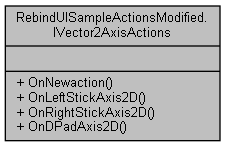 RebindUISampleActionsModified.
IVector2AxisActions
+ OnNewaction()
+ OnLeftStickAxis2D()
+ OnRightStickAxis2D()
+ OnDPadAxis2D()